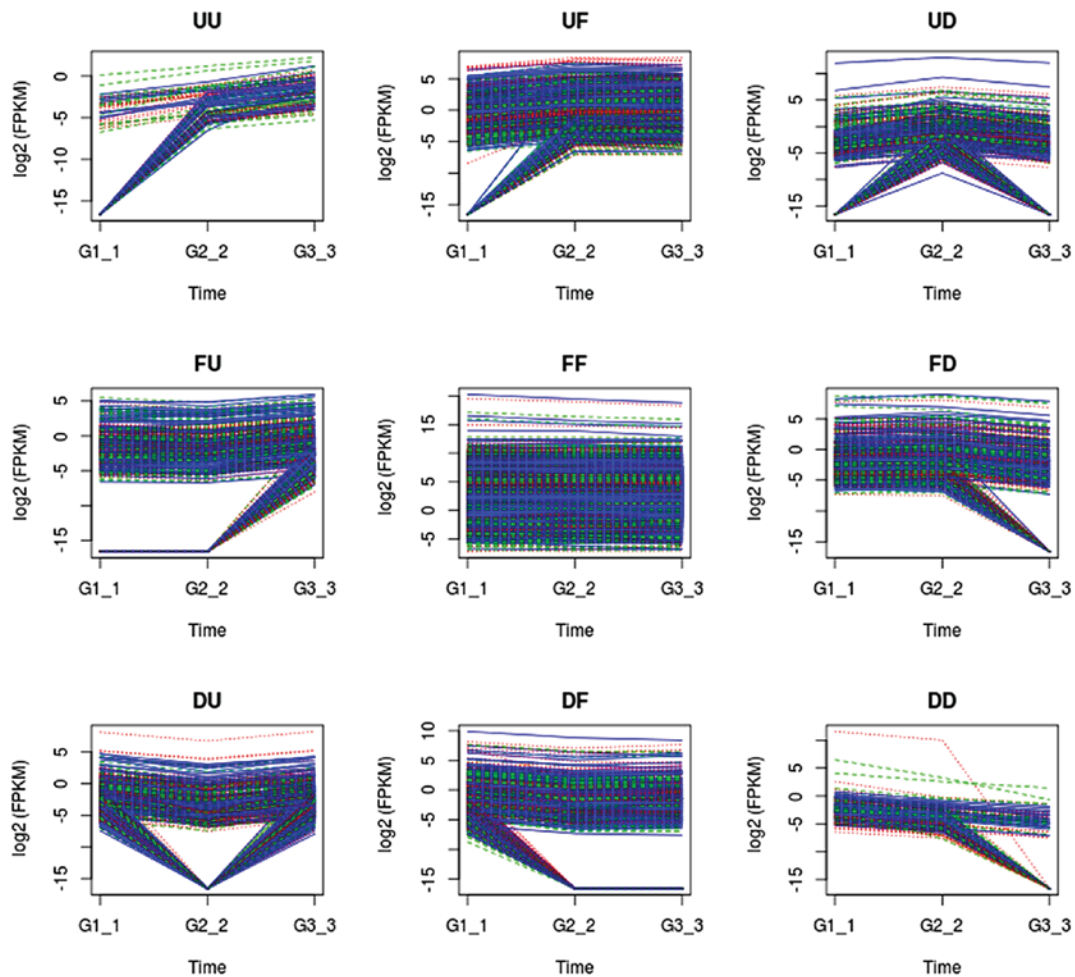 UU
log2 (FPKM)
0
-5
-10
-15
G1_1 G2_2 G3_3
Time
UF
log2 (FPKM)
5
0
-5
-15
G1_1 G2_2 G3_3
Time
UD
log2 (FPKM)
5
-5
-15
G1_1 G2_2 G3_3
Time
FU
log2 (FPKM)
5
0
-5
-15
G1_1 G2_2 G3_3
Time
FF
log2 (FPKM)
15
5
0
-5
G1_1 G2_2 G3_3
Time
FD
log2 (FPKM)
5
0
-5
-15
G1_1 G2_2 G3_3
Time
DU
log2 (FPKM)
5
0
-5
-15
G1_1 G2_2 G3_3
Time
DF
log2 (FPKM)
10
5
0
-5
-15
G1_1 G2_2 G3_3
Time
DD
log2 (FPKM)
5
0
-5
-15
G1_1 G2_2 G3_3
Time